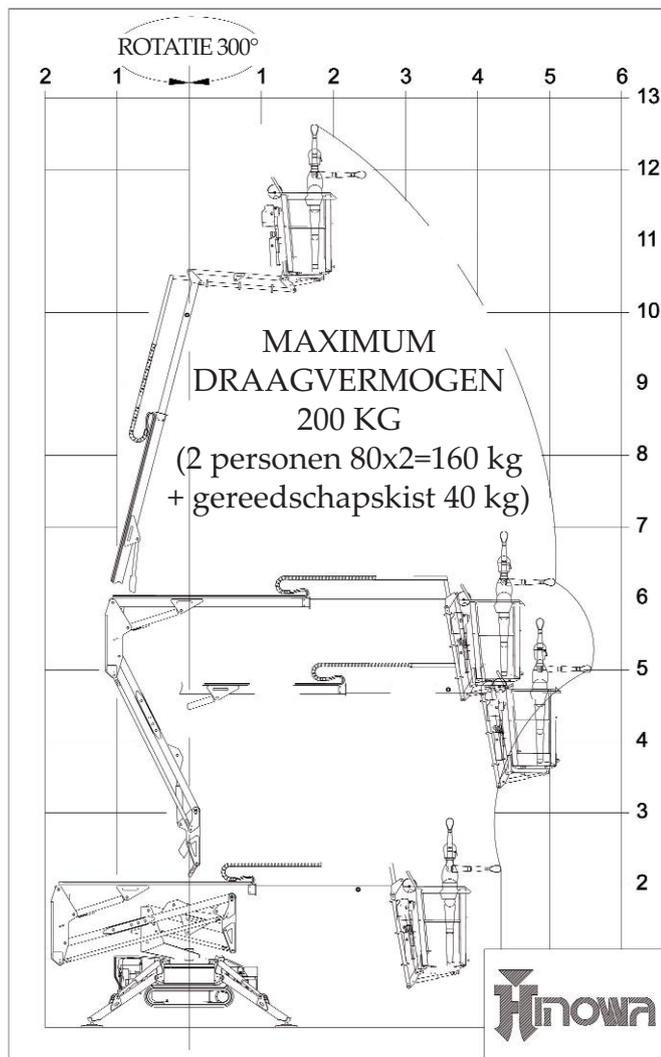 ROTATIE 300°
2 1 1 2 3 4 5 6
13
12
11
10
MAXIMUM
9
DRAAGVERMOGEN
200 KG
8
(2 personen 80x2=160 kg
+ gereedschapskist 40 kg)
7
6
5
4
3
2
HINOWA